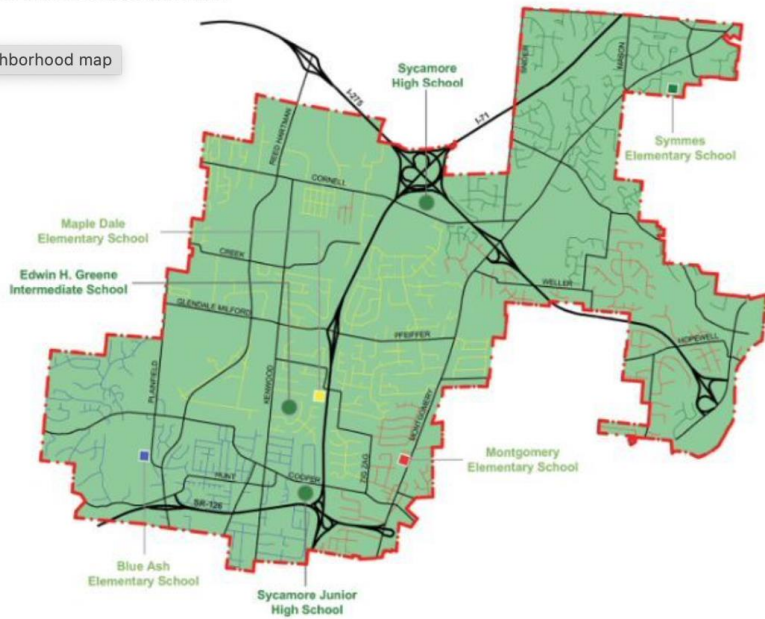 hborhood map
Sycamore
High School
SNIDER
UNION
I-275
I-71
REED HARTMAN
Symmes
Elementary School
CORNELL
Maple Dale
Elementary School
CREEK
Edwin H. Greene
Intermediate School
WELLER
GLENDALE MILFORD
PFEIFFER
HOPEWELL
PLAINFIELD
KENWOOD
MONTGOMERY
Montgomery
Elementary School
ZIG ZAG
HUNT
COOPER
SR-126
Blue Ash
Elementary School
Sycamore Junior
High School